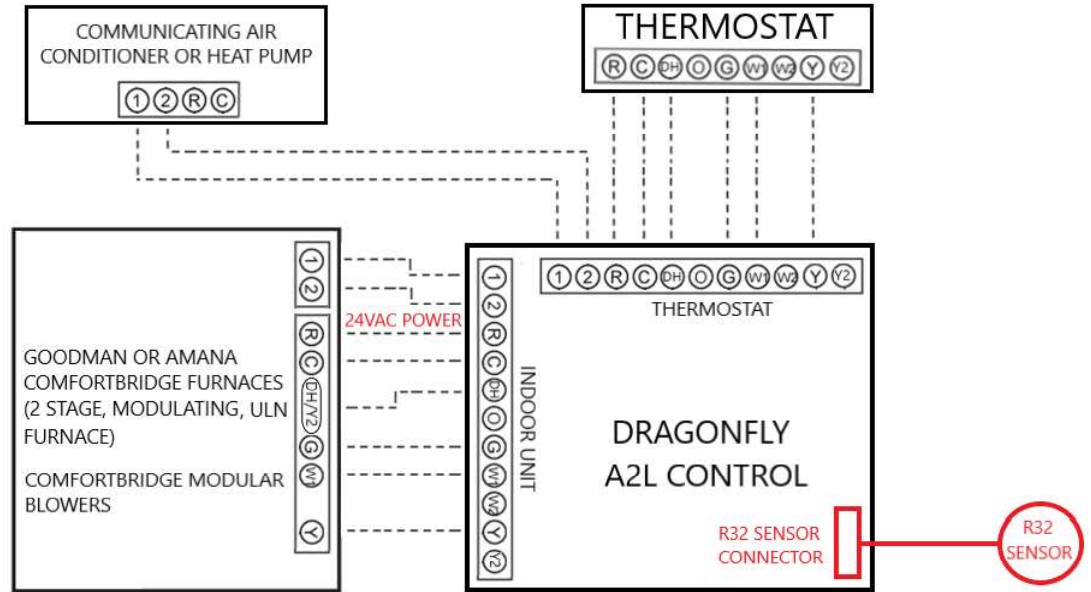 COMMUNICATING AIR
CONDITIONER OR HEAT PUMP
1 2 R C
THERMOSTAT
R C DH O G W1 W2 Y Y2
1
2
R
C
DH/Y2
G
W1
Y
GOODMAN OR AMANA
COMFORTBRIDGE FURNACES
(2 STAGE, MODULATING, ULN
FURNACE)
COMFORTBRIDGE MODULAR
BLOWERS
24VAC POWER
1
2
R
C
DH
O
G
W1
W2
Y
Y2
INDOOR UNIT
1 2 R C DH O G W1 W2 Y Y2
THERMOSTAT
DRAGONFLY
A2L CONTROL
R32 SENSOR
CONNECTOR
R32
SENSOR